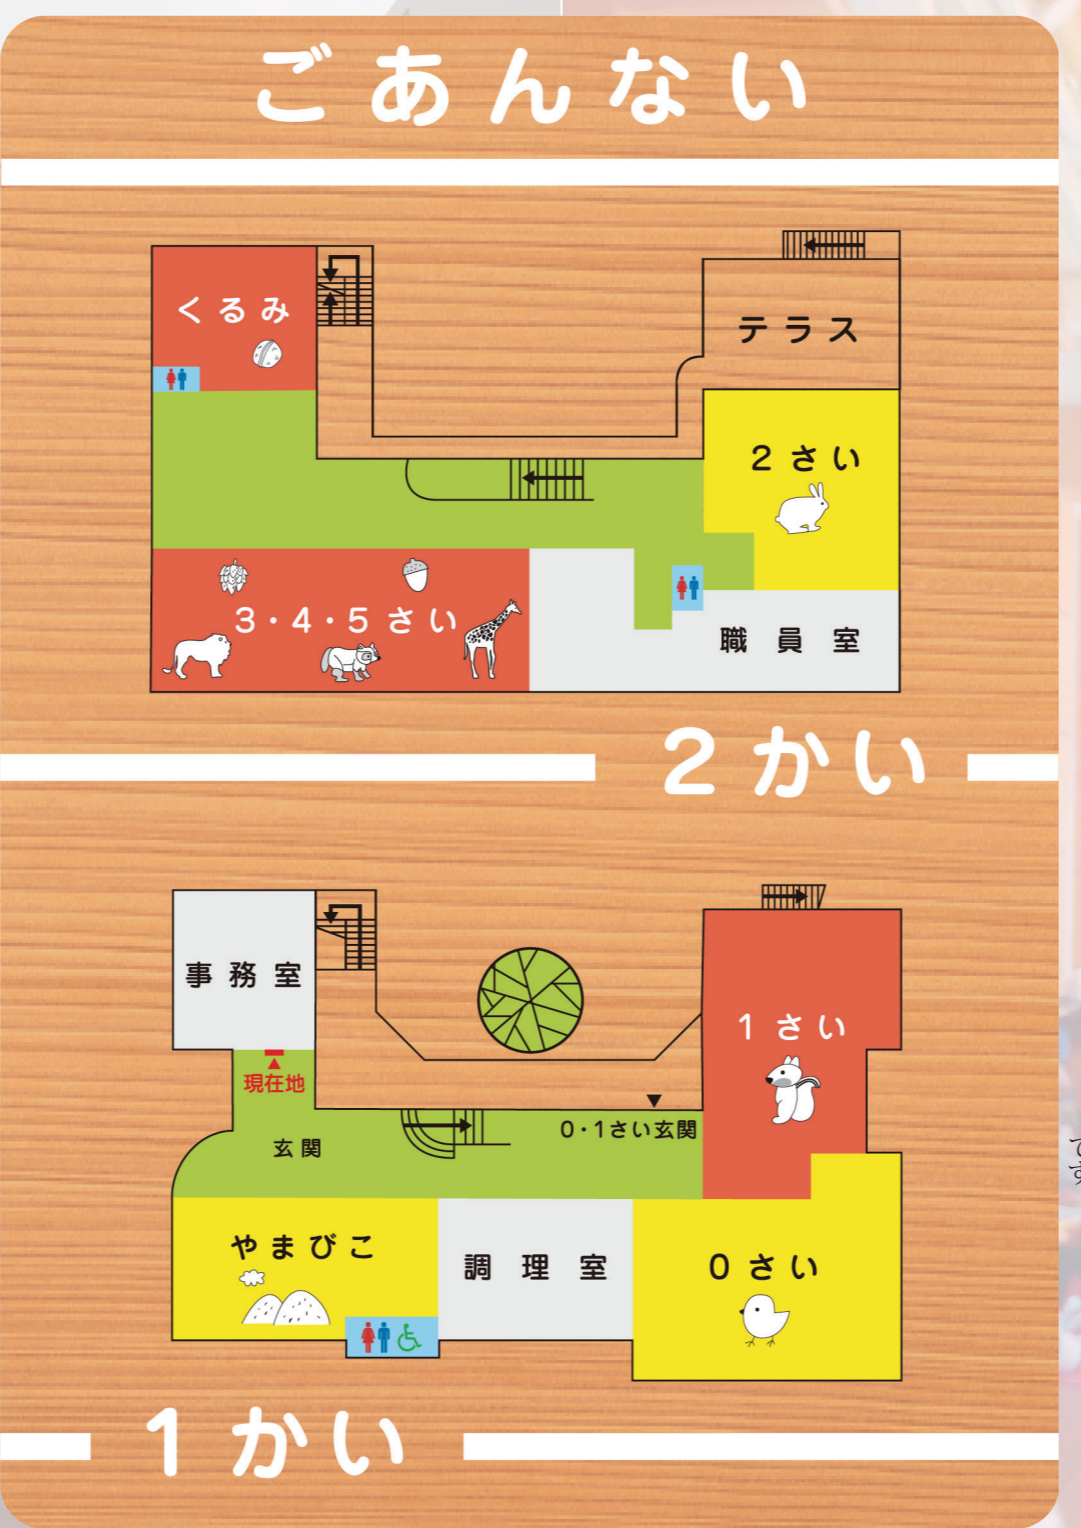 ごあんない
くるみ
テラス
2さい
3・4・5さい
職員室
2かい
事務室
現在地
玄関
0・1さい玄関
1さい
やまびこ
調理室
0さい
1かい
で
す